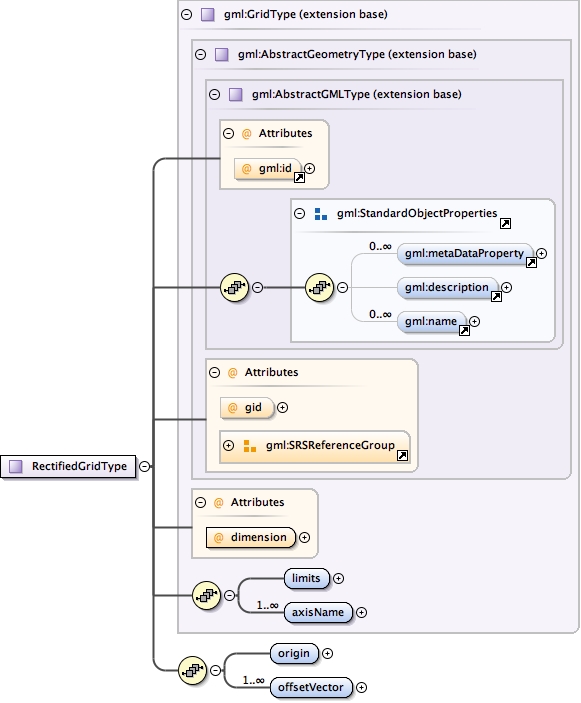 gml:GridType (extension base)
gml:AbstractGeometryType (extension base)
gml:AbstractGMLType (extension base)
@ Attributes
@ gml:id
gml:StandardObjectProperties
0..∞
gml:metaDataProperty
gml:description
0..∞
gml:name
@ Attributes
@ gid
gml:SRSReferenceGroup
RectifiedGridType
@ Attributes
@ dimension
limits
1..∞
axisName
origin
1..∞
offsetVector